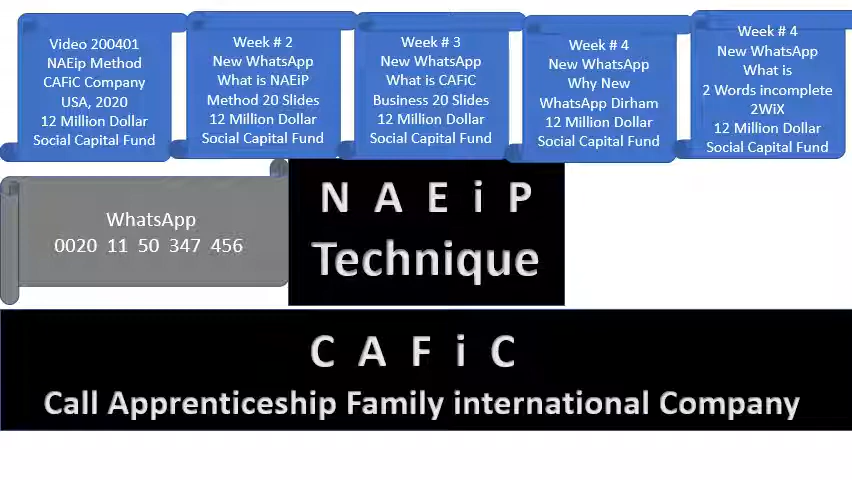 Video 200401
NAEip Method
CAFiC Company
USA, 2020
12 Million Dollar
Social Capital Fund
Week # 2
New WhatsApp
What is NAEiP
Method 20 Slides
12 Million Dollar
Social Capital Fund
Week # 3
New WhatsApp
What is CAFiC
Business 20 Slides
12 Million Dollar
Social Capital Fund
Week # 4
New WhatsApp
Why New
WhatsApp Dirham
12 Million Dollar
Social Capital Fund
Week # 4
New WhatsApp
What is
2 Words incomplete
2WiX
12 Million Dollar
Social Capital Fund
WhatsApp
0020 11 50 347 456
N A E i P
Technique
C A F i C
Call Apprenticeship Family international Company